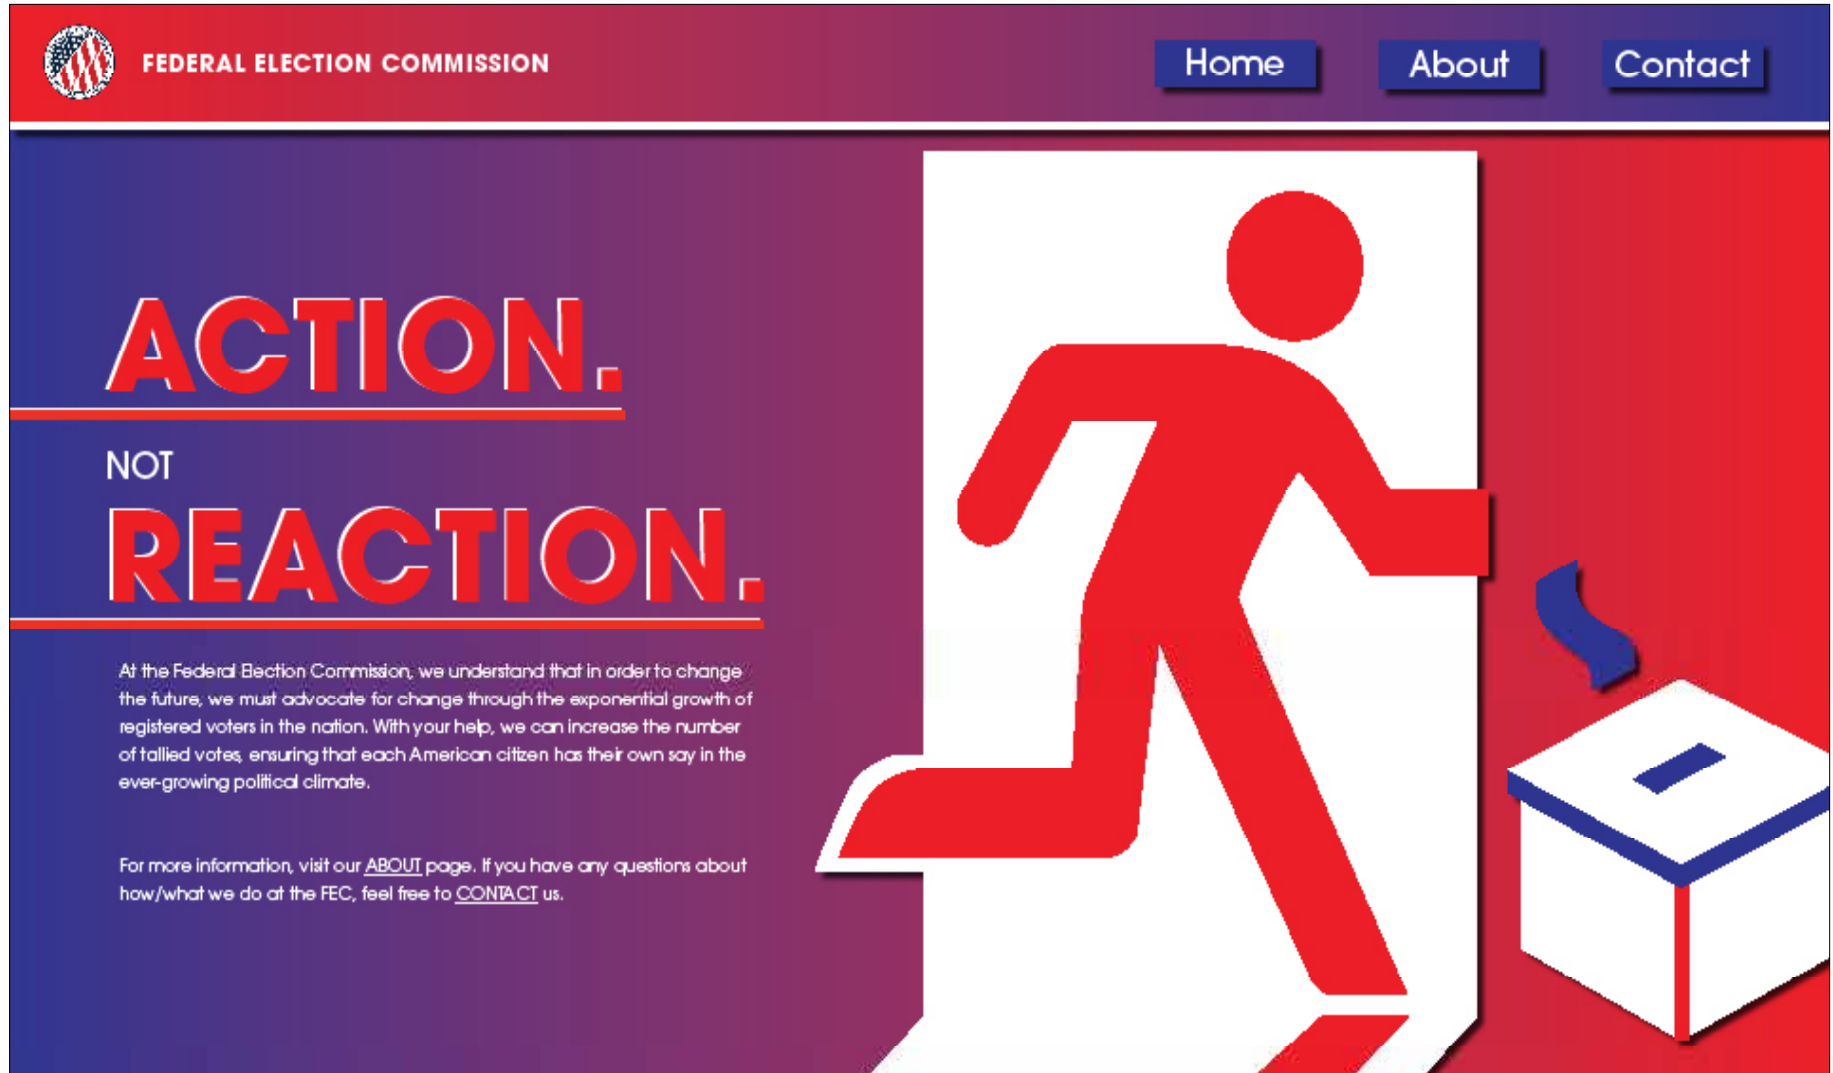 FEDERAL ELECTION COMMISSION
Home
About
Contact
ACTION.
NOT
REACTION.
At the Federal Election Commission, we understand that in order to change
the future, we must advocate for change through the exponential growth of
registered voters in the nation. With your help, we can increase the number
of tallied votes, ensuring that each American citizen has their own say in the
ever-growing political climate.
For more information, visit our ABOUT page. If you have any questions about
how/what we do at the FEC, feel free to CONTACT us.